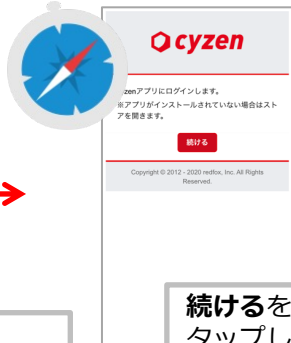 cyzen
zenアプリにログインします。
※アプリがインストールされていない場合はスト
アを開きます。
続ける
Copyright © 2012 - 2020 redfox, Inc. All Rights
Reserved.
続けるを
タップし